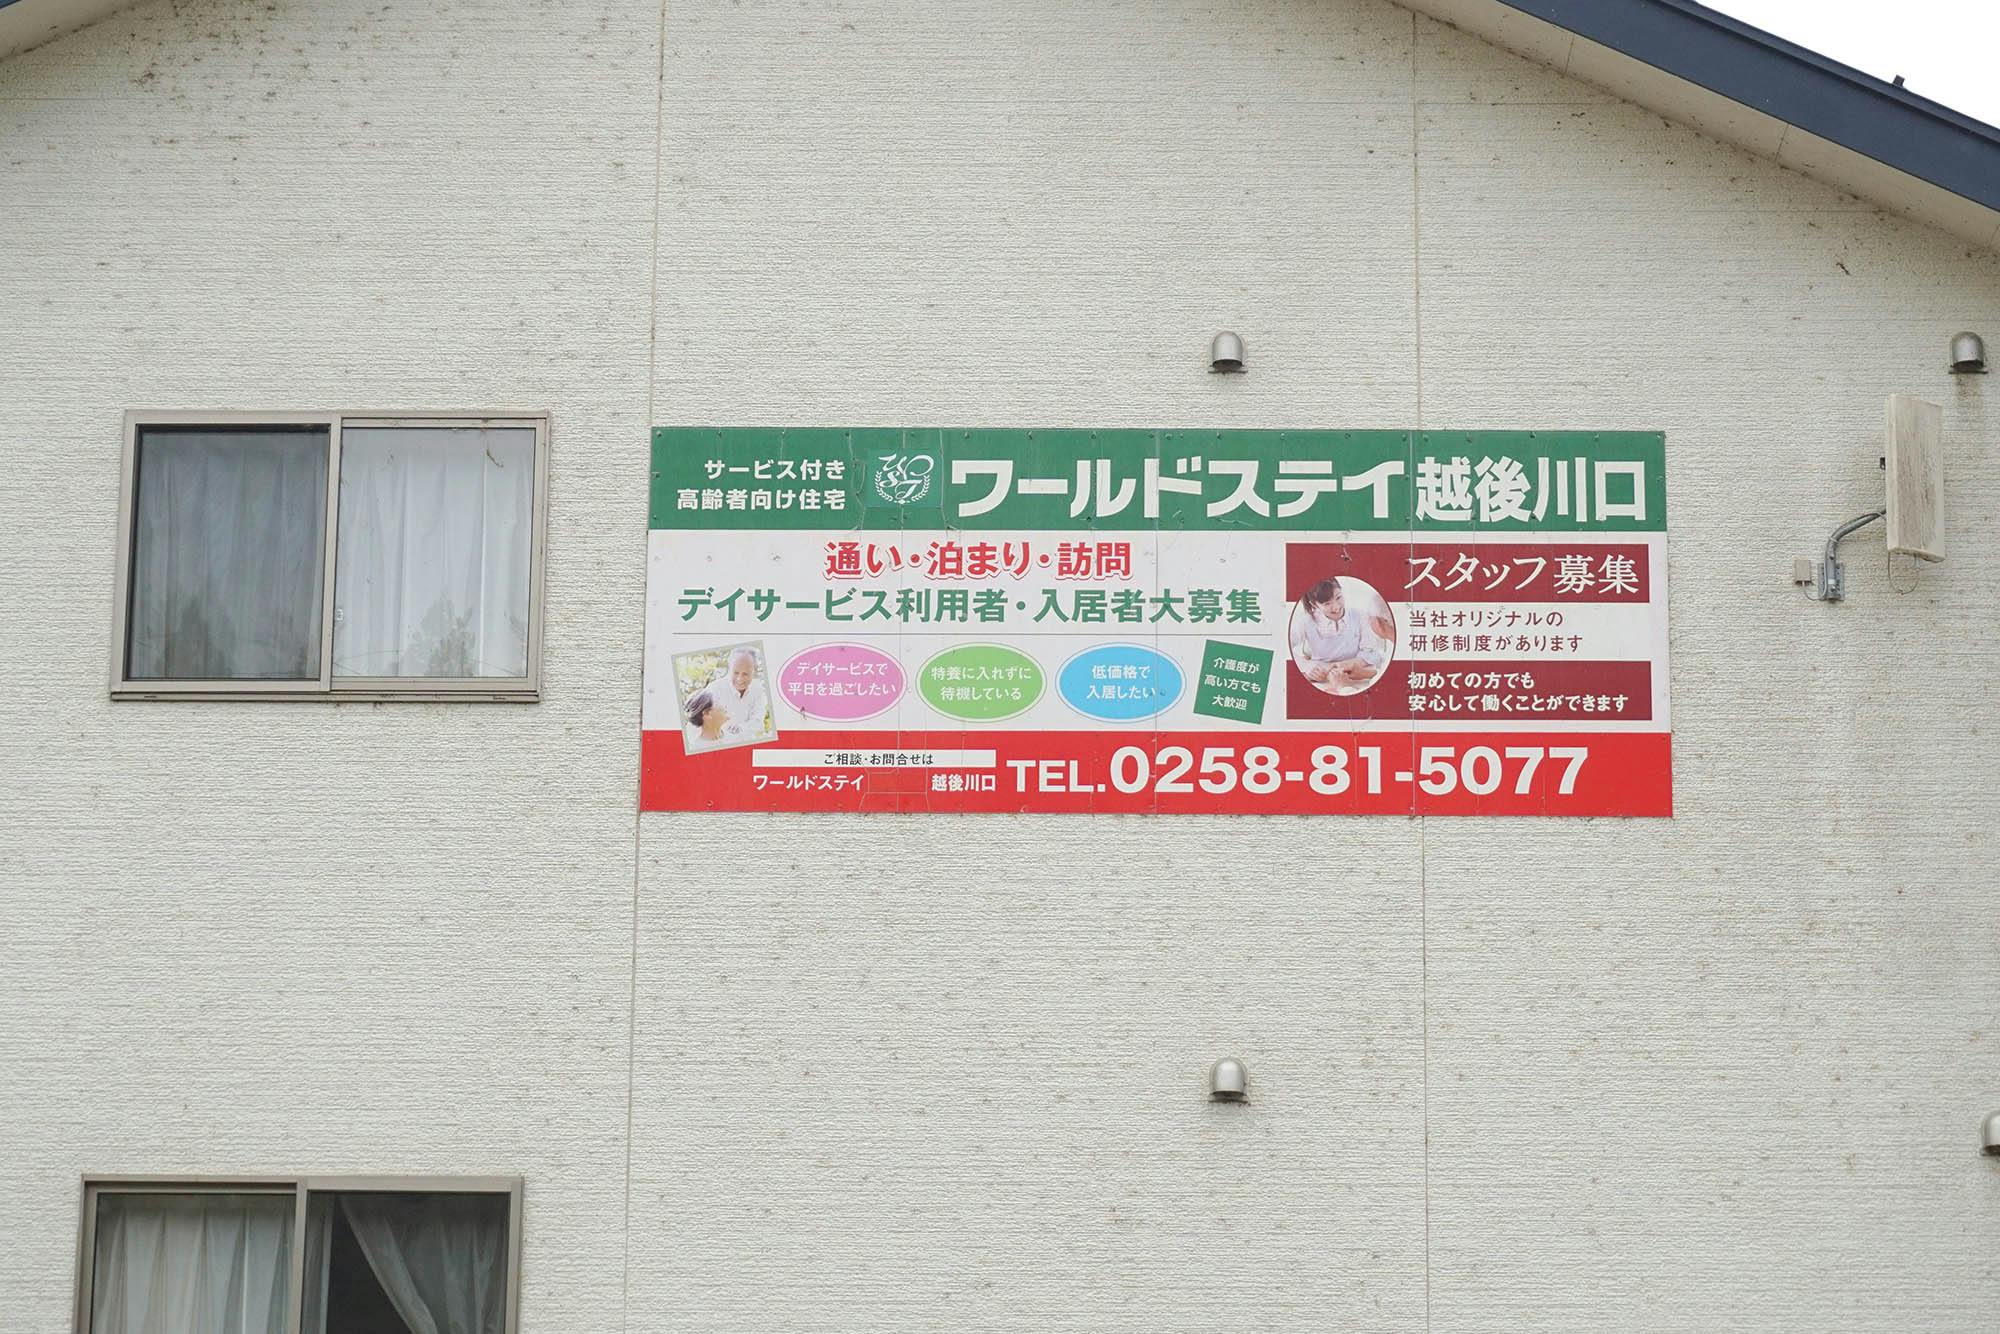 サービス付き
高齢者向け住宅
ワールドステイ越後川口
通い・泊まり・訪問
デイサービス利用者・入居者大募集
デイサービスで
平日を過ごしたい
特養に入れずに
待機している
低価格で
入居したい
介護度が
高い方でも
大歓迎
スタッフ募集
当社オリジナルの
研修制度があります
初めての方でも
安心して働くことができます
ご相談・お問合せは
ワールドステイ 越後川口
TEL.0258-81-5077